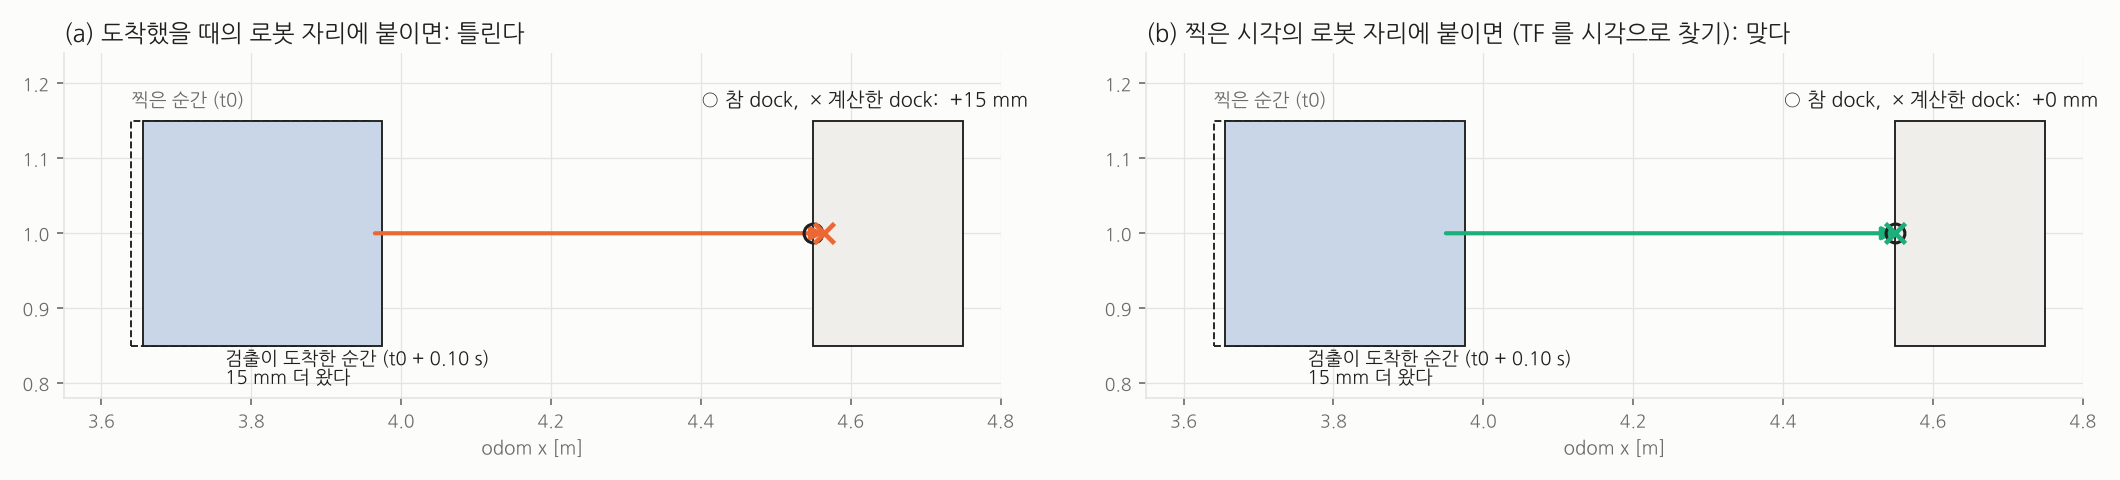 (a) 도착했을 때의 로봇 자리에 붙이면: 틀린다
1.2
1.1
1.0
0.9
0.8
찍은 순간 (t0)
○ 참 dock, × 계산한 dock: +15 mm
검출이 도착한 순간 (t0 + 0.10 s)
15 mm 더 왔다
3.6 3.8 4.0 4.2 4.4 4.6 4.8
odom x [m]
(b) 찍은 시각의 로봇 자리에 붙이면 (TF 를 시각으로 찾기): 맞다
1.2
1.1
1.0
0.9
0.8
찍은 순간 (t0)
○ 참 dock, × 계산한 dock: +0 mm
검출이 도착한 순간 (t0 + 0.10 s)
15 mm 더 왔다
3.6 3.8 4.0 4.2 4.4 4.6 4.8
odom x [m]